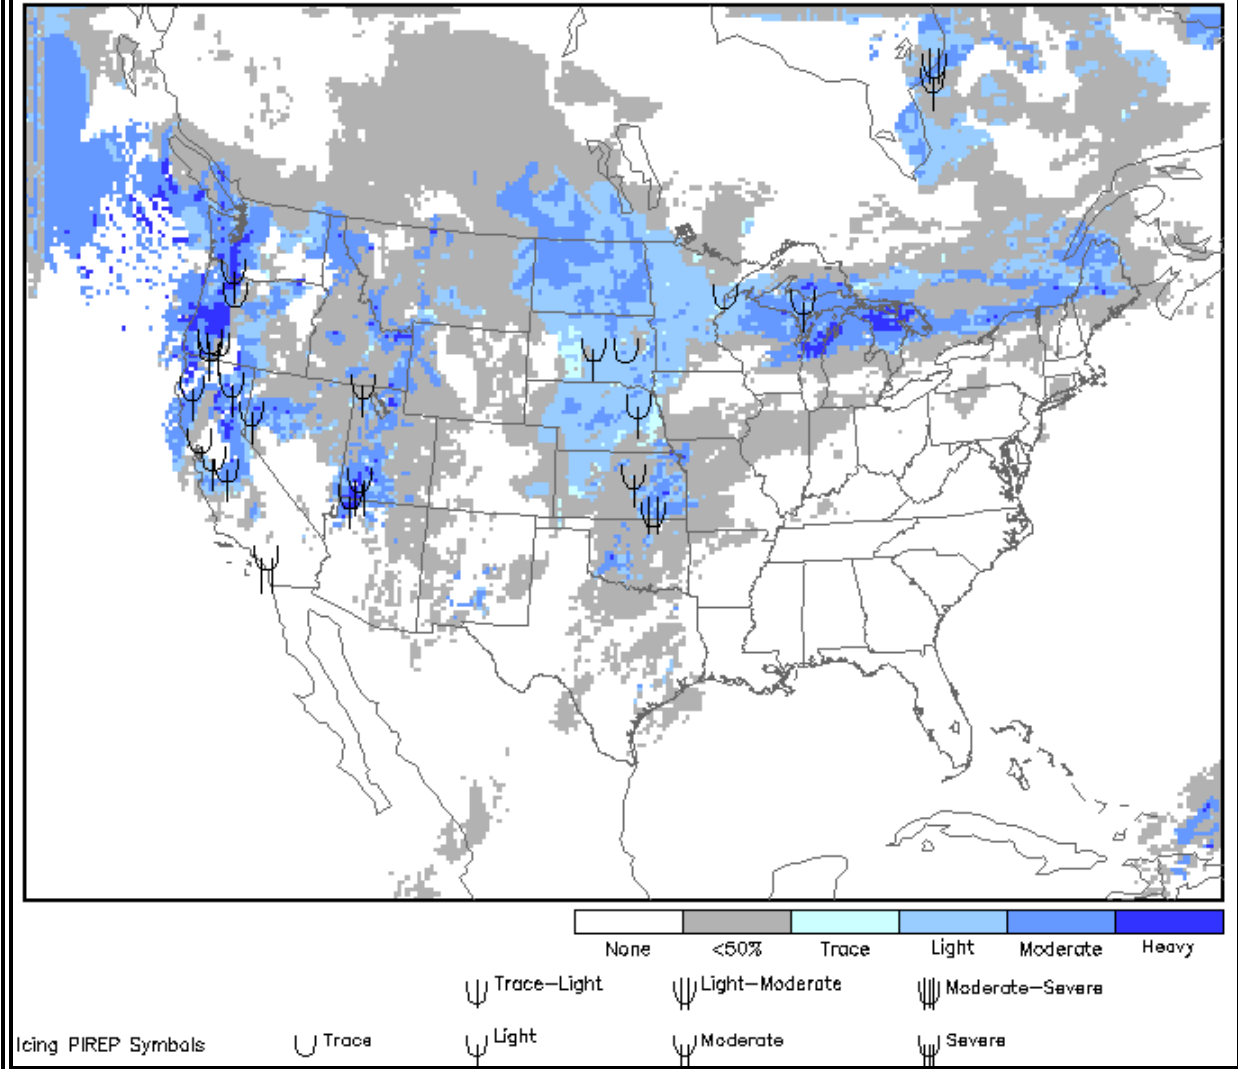 None <50% Trace Light Moderate Heavy
Trace-Light Light-Moderate Moderate-Severe
Icing PIREP Symbols Trace Light Moderate Severe